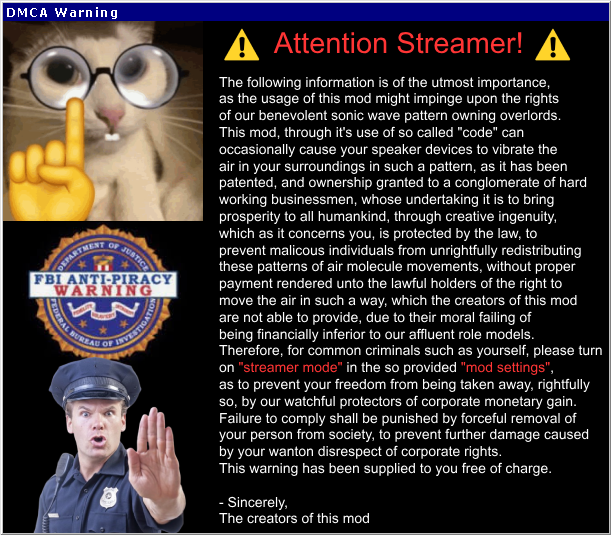 DMCA Warning
Attention Streamer!
The following information is of the utmost importance,
as the usage of this mod might impinge upon the rights
of our benevolent sonic wave pattern owning overlords.
This mod, through it's use of so called "code" can
occasionally cause your speaker devices to vibrate the
air in your surroundings in such a pattern, as it has been
patented, and ownership granted to a conglomerate of hard
working businessmen, whose undertaking it is to bring
prosperity to all humankind, through creative ingenuity,
which as it concerns you, is protected by the law, to
prevent malicous individuals from unrightfully redistributing
these patterns of air molecule movements, without proper
payment rendered unto the lawful holders of the right to
move the air in such a way, which the creators of this mod
are not able to provide, due to their moral failing of
being financially inferior to our affluent role models.
Therefore, for common criminals such as yourself, please turn
on "streamer mode" in the so provided "mod settings",
as to prevent your freedom from being taken away, rightfully
so, by our watchful protectors of corporate monetary gain.
Failure to comply shall be punished by forceful removal of
your person from society, to prevent further damage caused
by your wanton disrespect of corporate rights.
This warning has been supplied to you free of charge.
- Sincerely,
The creators of this mod
DEPARTMENT OF JUSTICE
FBI ANTI-PIRACY
WARNING
FEDERAL BUREAU OF INVESTIGATION